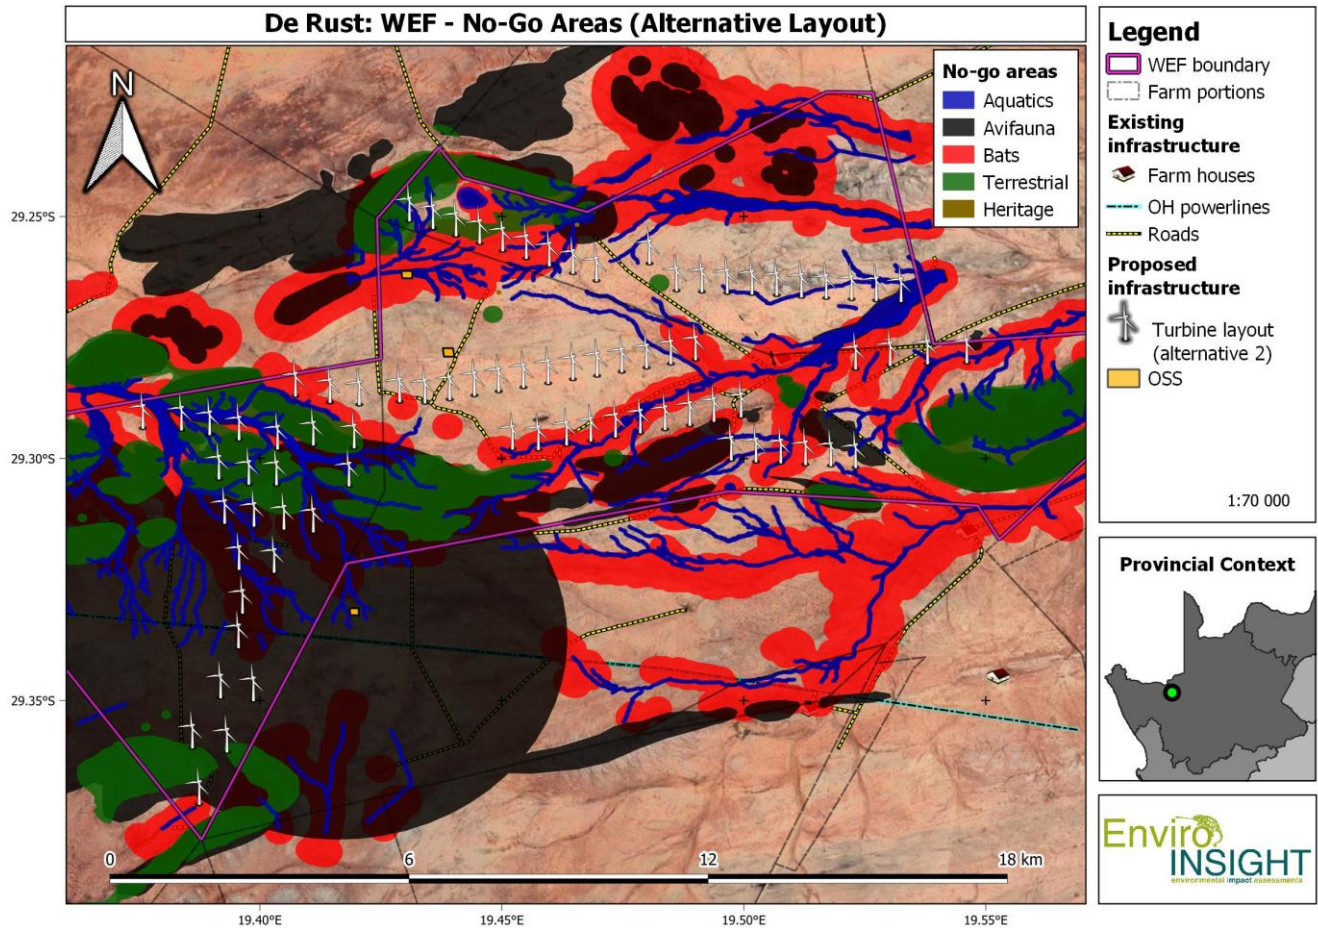 De Rust: WEF - No-Go Areas (Alternative Layout)
N
No-go areas
Aquatics
Avifauna
Bats
Terrestrial
Heritage
29.25°S
29.30°S
29.35°S
0
6
12
18 km
19.40°E
19.45°E
19.50°E
19.55°E
Legend
WEF boundary
Farm portions
Existing
infrastructure
Farm houses
OH powerlines
Roads
Proposed
infrastructure
Turbine layout
(alternative 2)
OSS
1:70 000
Provincial Context
Enviro
INSIGHT
environmental impact assessments